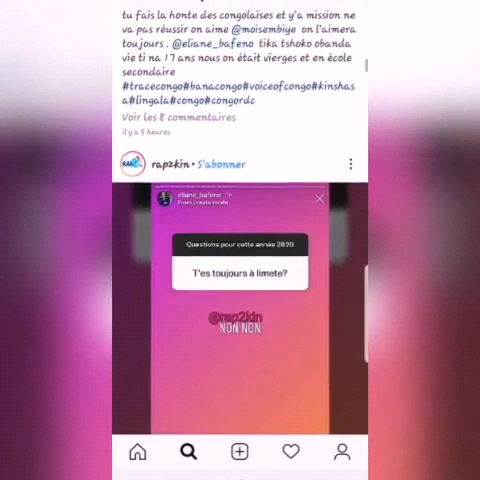 tu fais la honte des congolaises et y'a mission ne
va pas réussir on aime @moisembiye on l'aimera
toujours . @eliane_bafeno tika tshoko obanda
vie ti na 17 ans nous on était vierges et en école
secondaire
#tracecongo#banacongo#voiceofcongo#kinshas
a#lingala#congo#congordc
Voir les 8 commentaires
il y a 5 heures
rap2kin • S'abonner
eliane_bafeno 1h
From create mode
Questions pour cette année 2020
T'es toujours à limete?
@rap2kin
NON NON